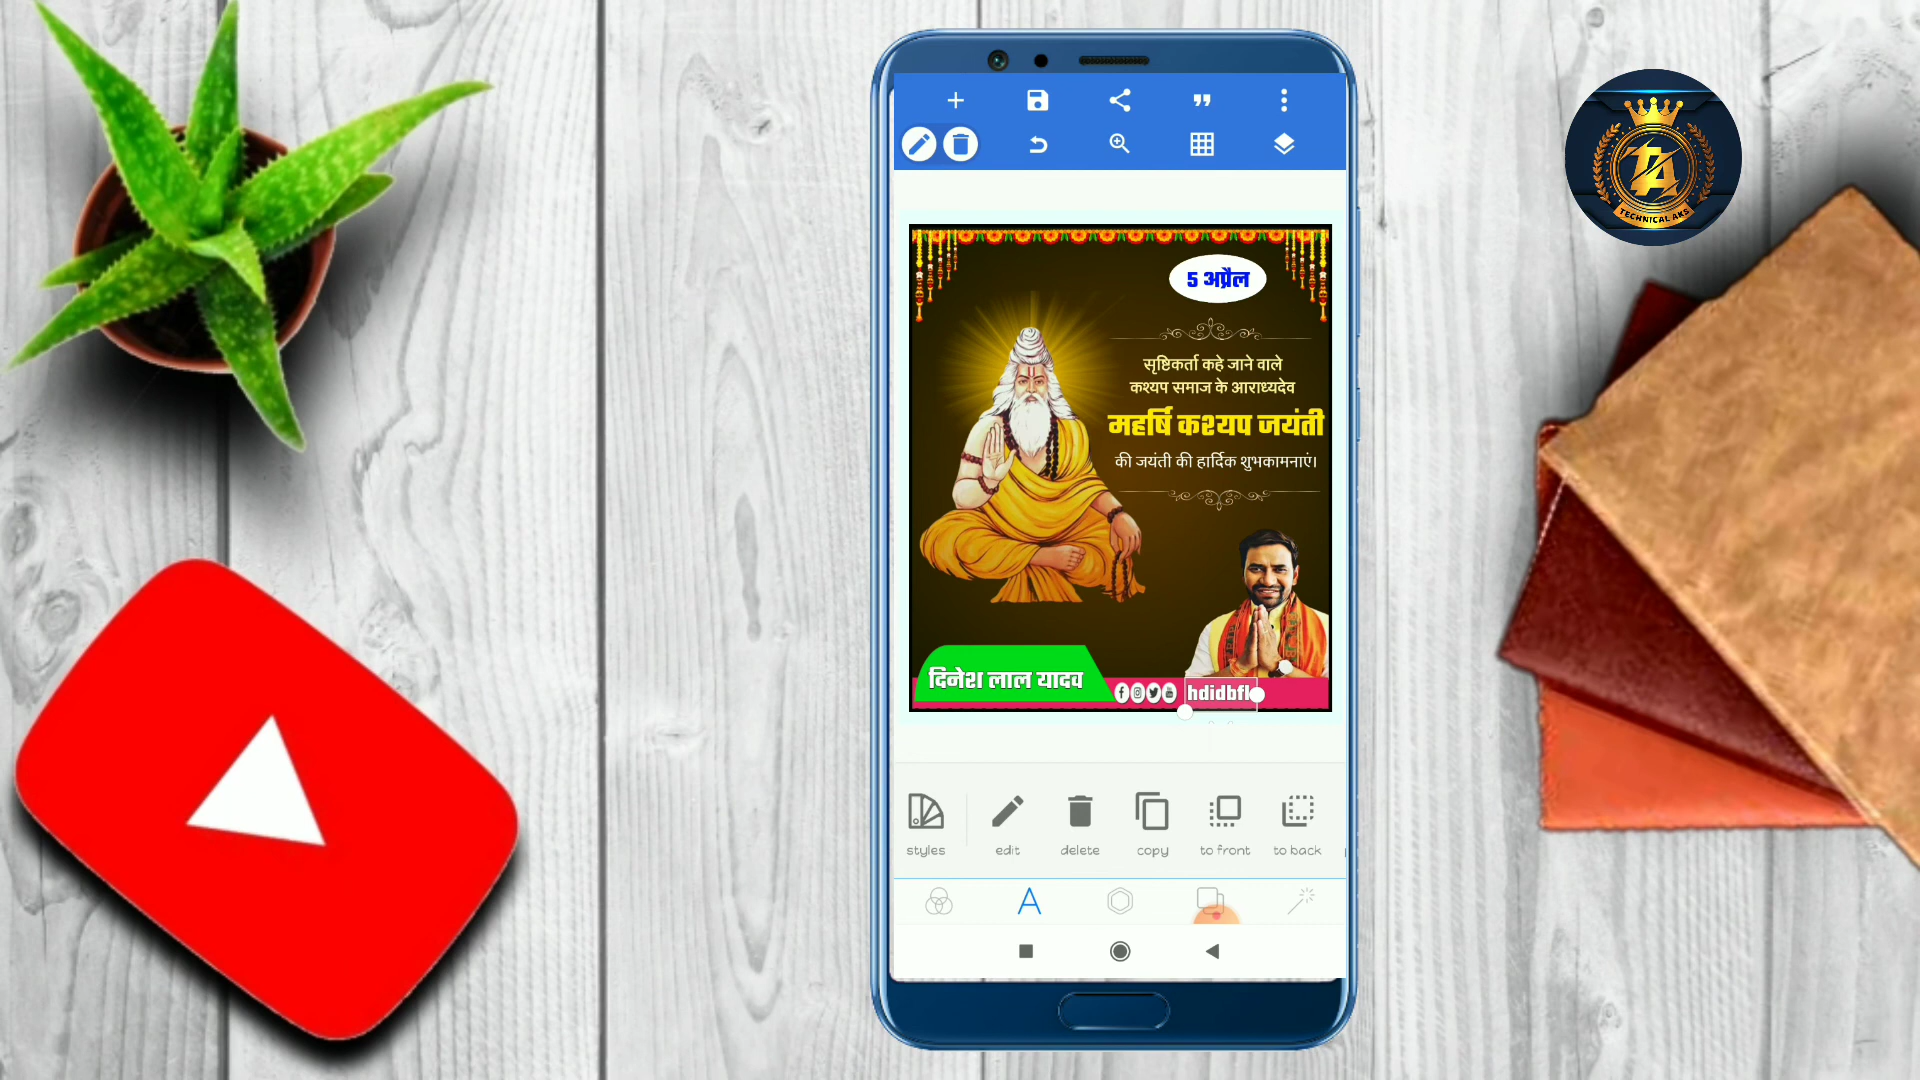 5 अप्रैल
सृष्टिकर्ता कहे जाने वाले
कश्यप समाज के आराध्यदेव
महर्षि कश्यप जयंती
की जयंती की हार्दिक शुभकामनाएं।
दिनेश लाल यादव
hdidbfl
styles
edit
delete
copy
to front
to back
TA
TECHNICAL AKS